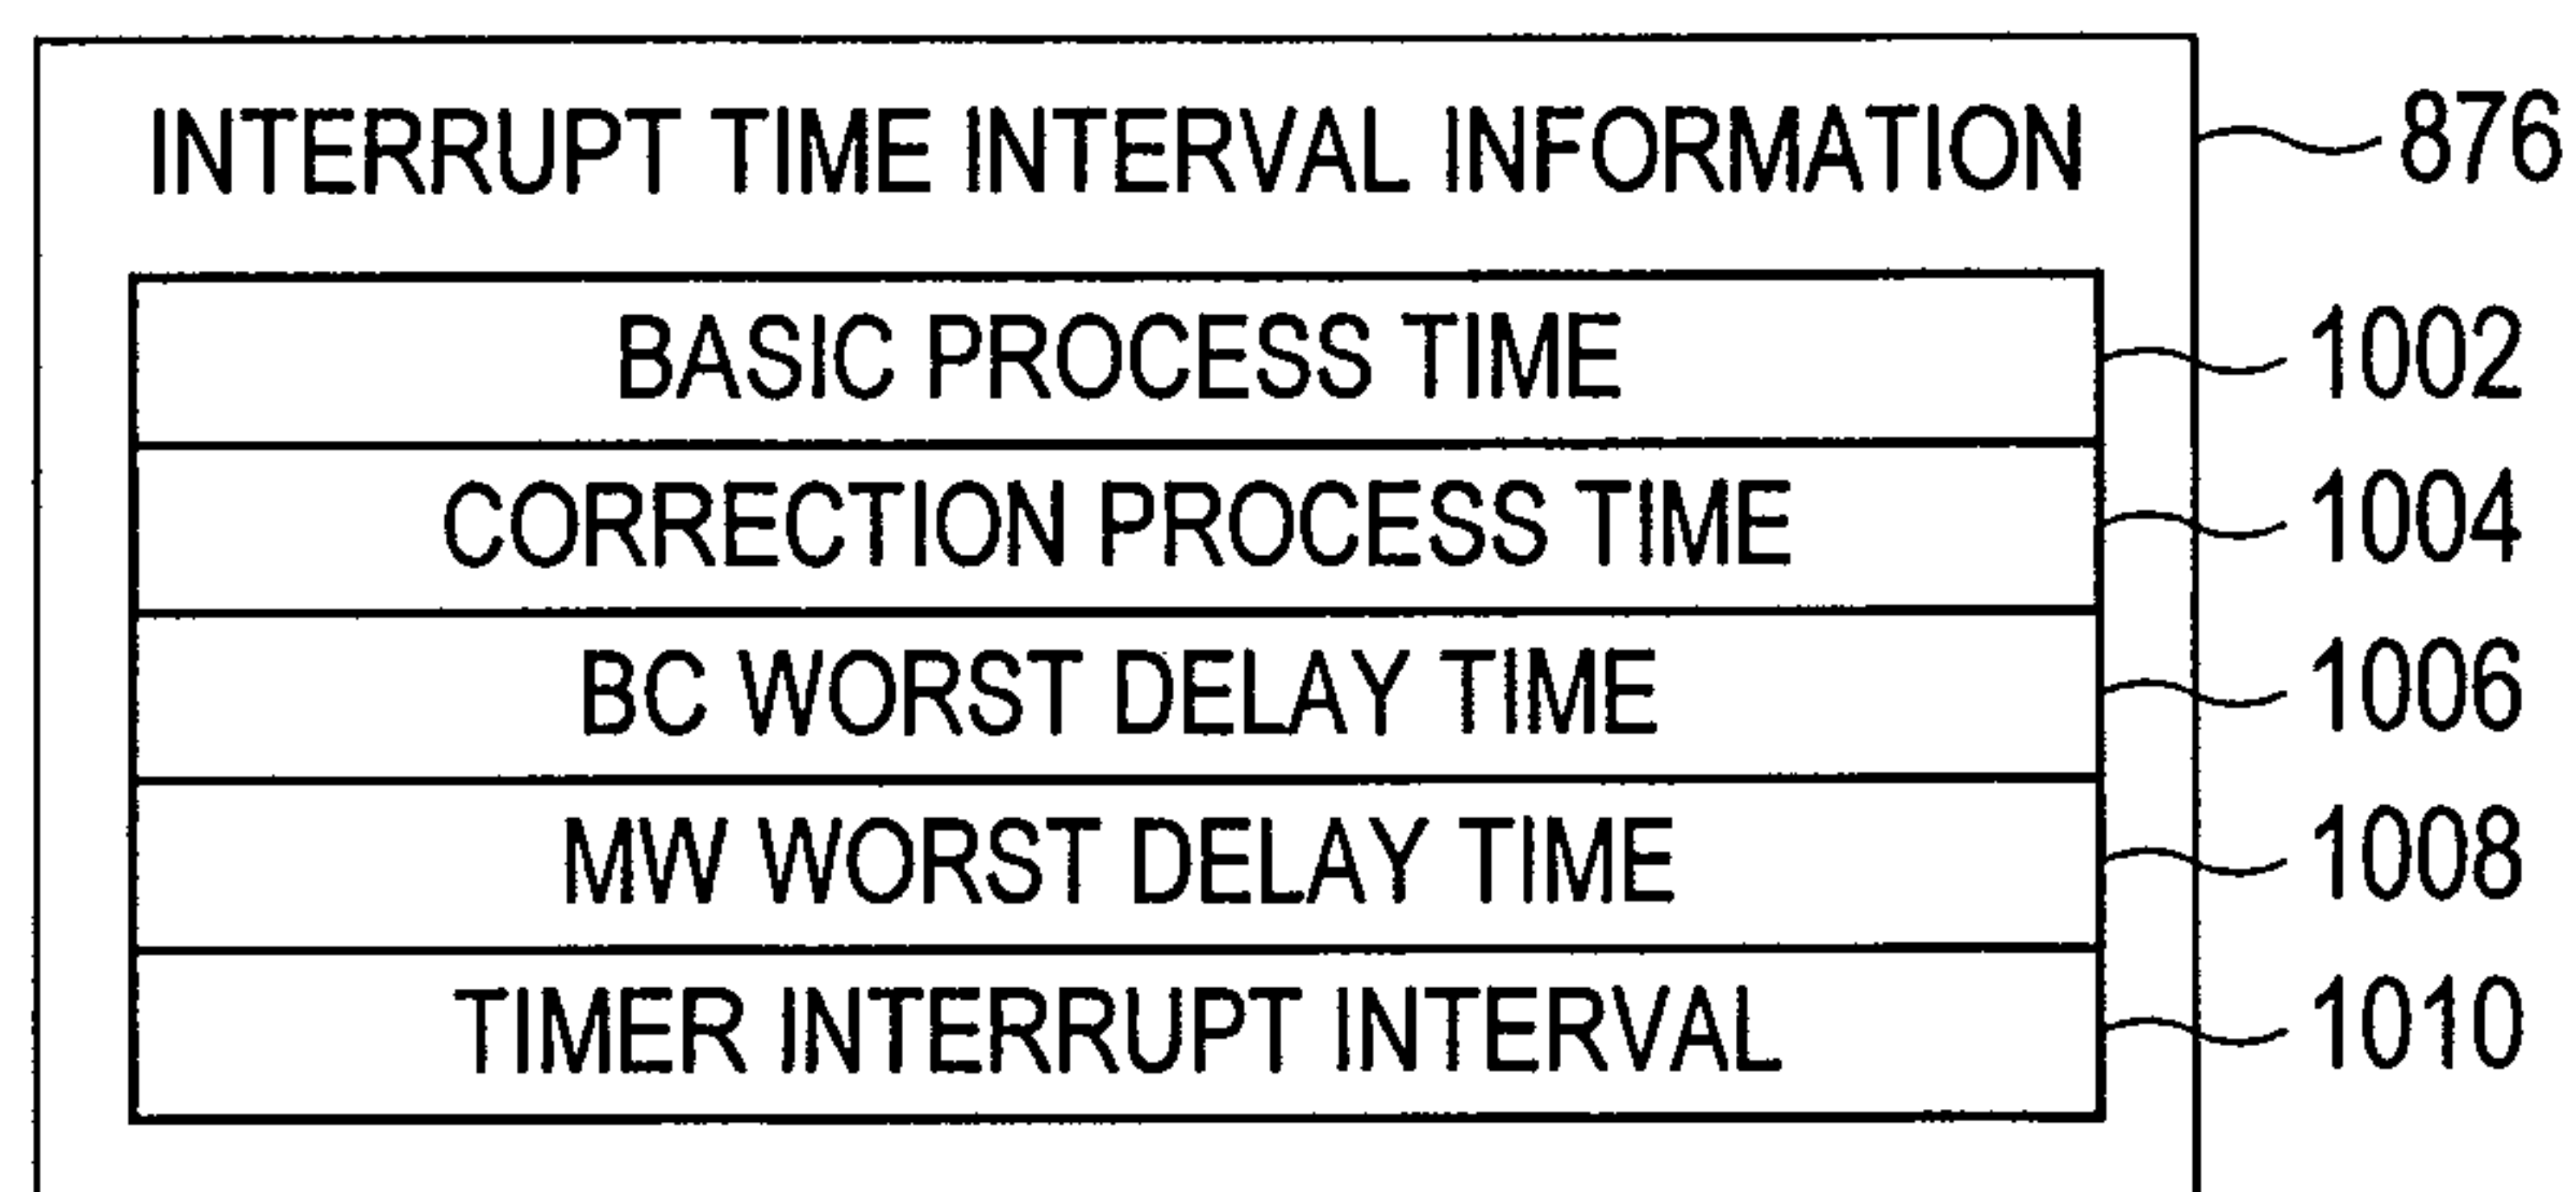 INTERRUPT TIME INTERVAL INFORMATION 876
BASIC PROCESS TIME 1002
CORRECTION PROCESS TIME 1004
BC WORST DELAY TIME 1006
MW WORST DELAY TIME 1008
TIMER INTERRUPT INTERVAL 1010